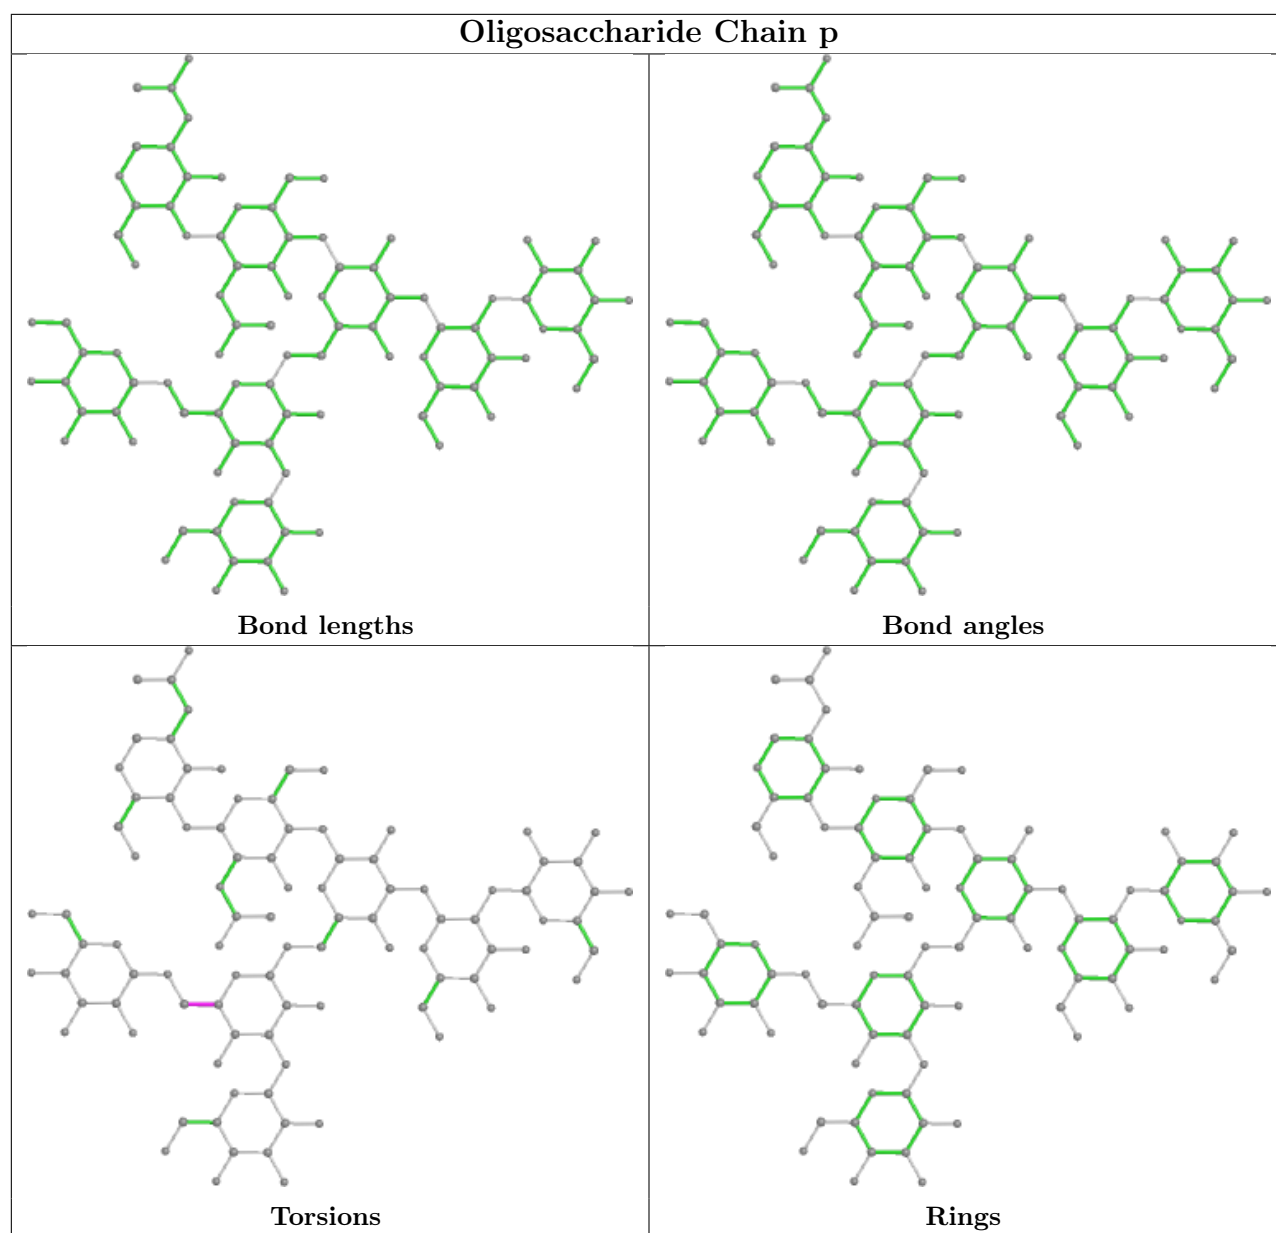 Oligosaccharide Chain p
Bond lengths
Bond angles
Torsions
Rings